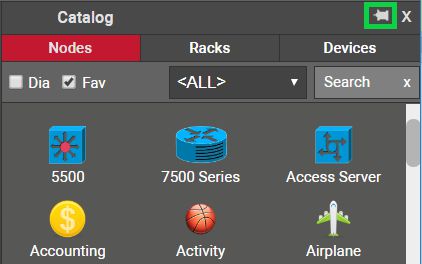 Catalog X
Nodes Racks Devices
Dia Fav <ALL> Search x
5500 7500 Series Access Server
$
Accounting Activity Airplane